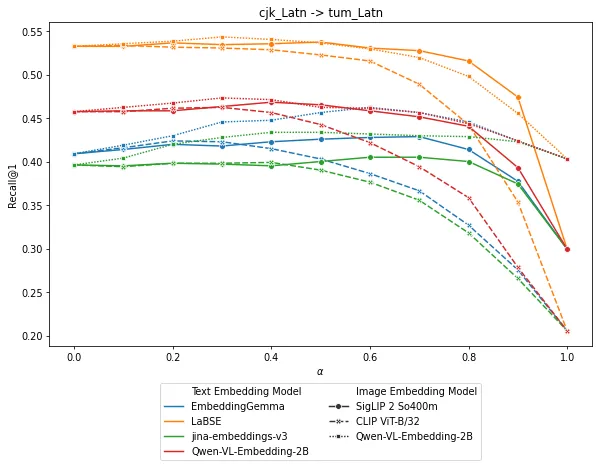 cjk_Latn -> tum_Latn
0.55
0.50
0.45
0.40
0.35
0.30
0.25
0.20
Recall@1
0.0 0.2 0.4 0.6 0.8 1.0
α
Text Embedding Model
EmbeddingGemma
LaBSE
jina-embeddings-v3
Qwen-VL-Embedding-2B
Image Embedding Model
SigLIP 2 So400m
CLIP ViT-B/32
Qwen-VL-Embedding-2B